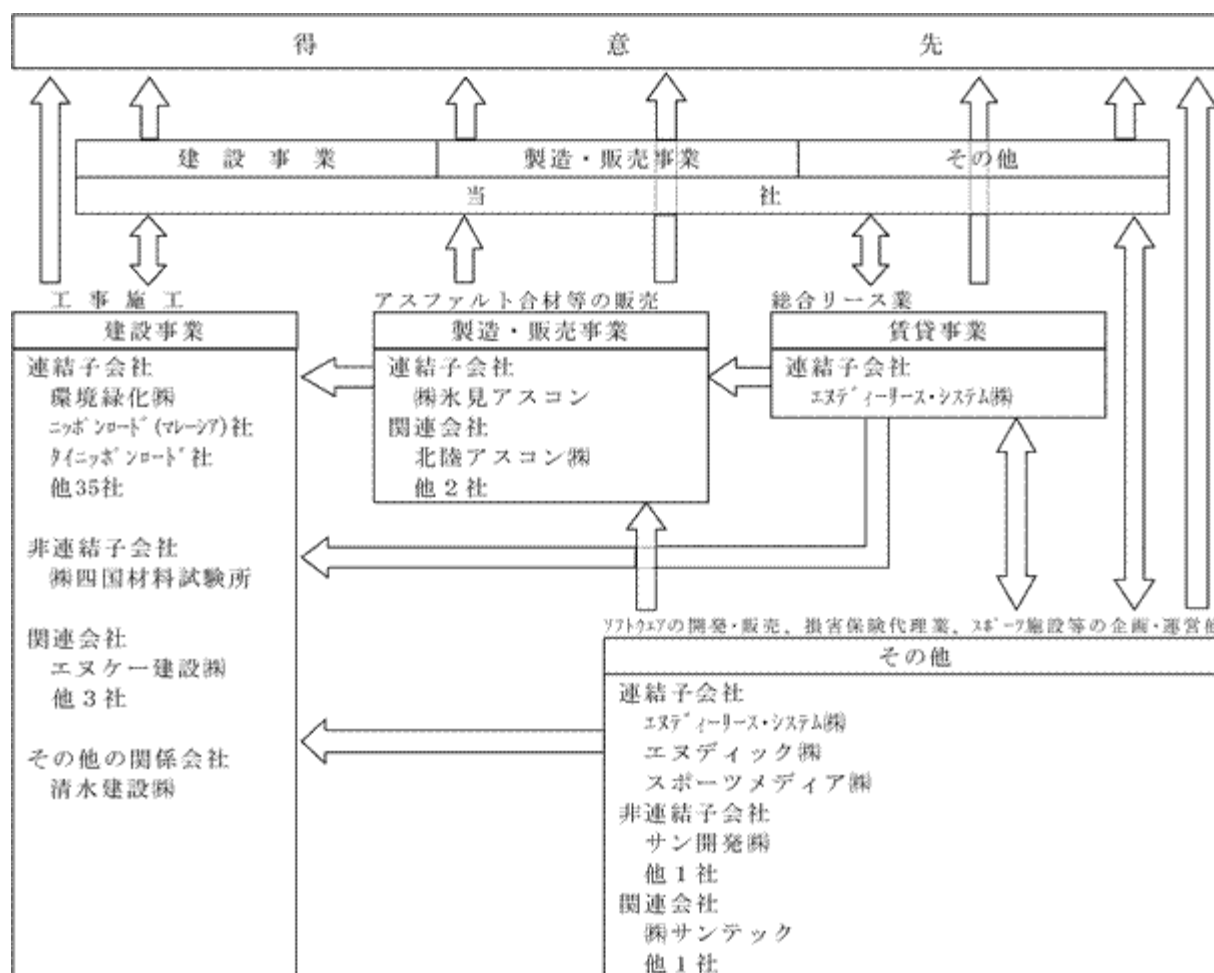 得意先
建設事業
製造・販売事業
その他
当社
工事施工
建設事業
連結子会社
環境緑化㈱
ﾆｯﾎﾟﾝﾛｰﾄﾞ(ﾏﾚｰｼｱ)社
ﾀｲﾆｯﾎﾟﾝﾛｰﾄﾞ社
他35社
非連結子会社
㈱四国材料試験所
関連会社
エヌケー建設㈱
他3社
その他の関係会社
清水建設㈱
アスファルト合材等の販売
製造・販売事業
連結子会社
㈱氷見アスコン
関連会社
北陸アスコン㈱
他2社
総合リース業
賃貸事業
連結子会社
ｴﾇﾃﾞｨｰﾘｰｽ・ｼｽﾃﾑ㈱
ｿﾌﾄｳｴｱの開発・販売、損害保険代理業、ｽﾎﾟｰﾂ施設等の企画・運営他
その他
連結子会社
ｴﾇﾃﾞｨｰﾘｰｽ・ｼｽﾃﾑ㈱
エヌディック㈱
スポーツメディア㈱
非連結子会社
サン開発㈱
他1社
関連会社
㈱サンテック
他1社